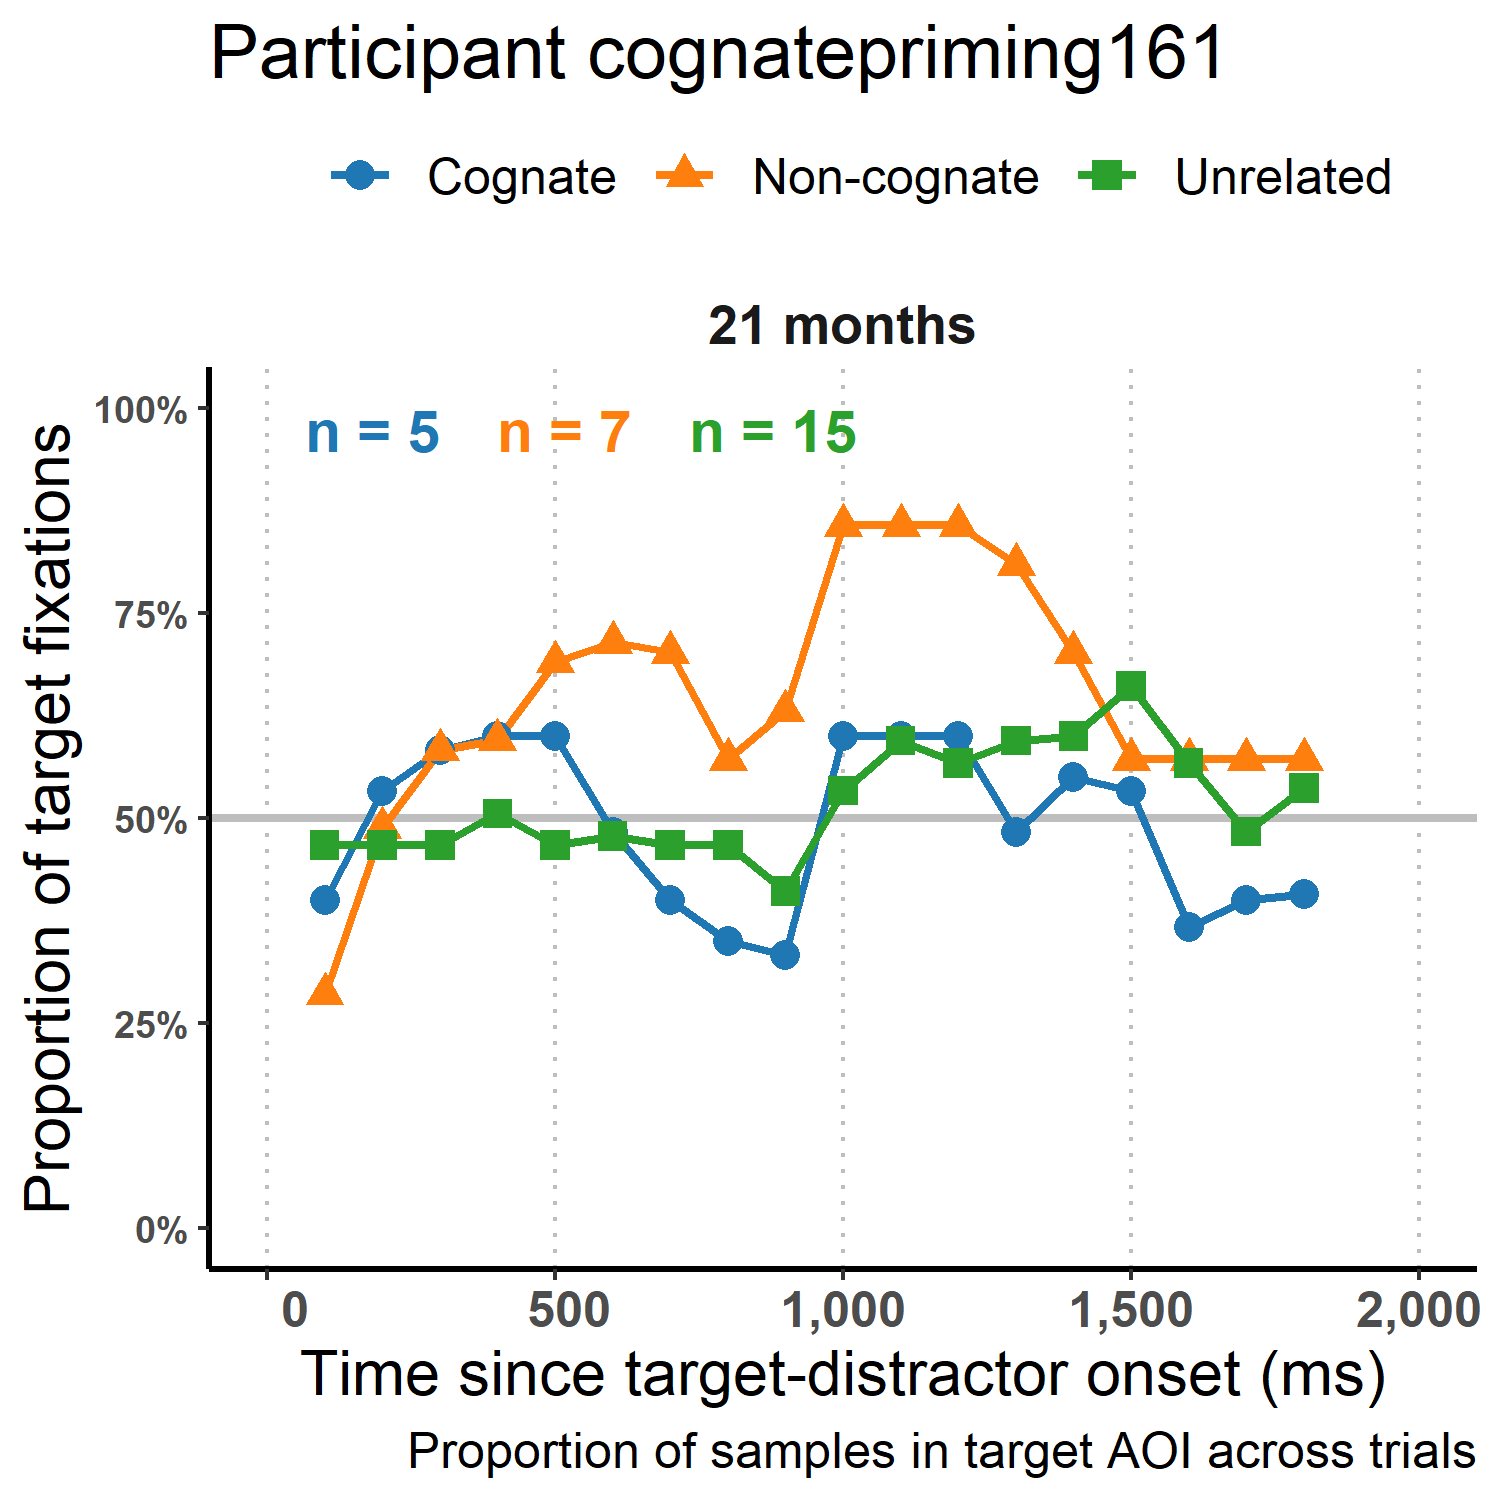 Participant cognatepriming161
Cognate Non-cognate Unrelated
21 months
n = 5 n = 7 n = 15
Proportion of target fixations
100%
75%
50%
25%
0%
0 500 1,000 1,500 2,000
Time since target-distractor onset (ms)
Proportion of samples in target AOI across trials